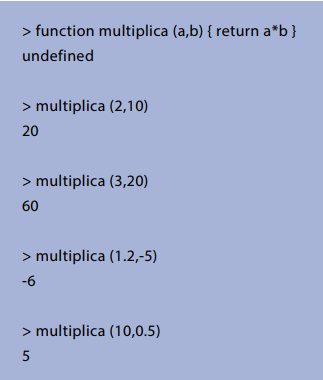 > function multiplica (a,b) { return a*b }
undefined
> multiplica (2,10)
20
> multiplica (3,20)
60
> multiplica (1.2,-5)
-6
> multiplica (10,0.5)
5